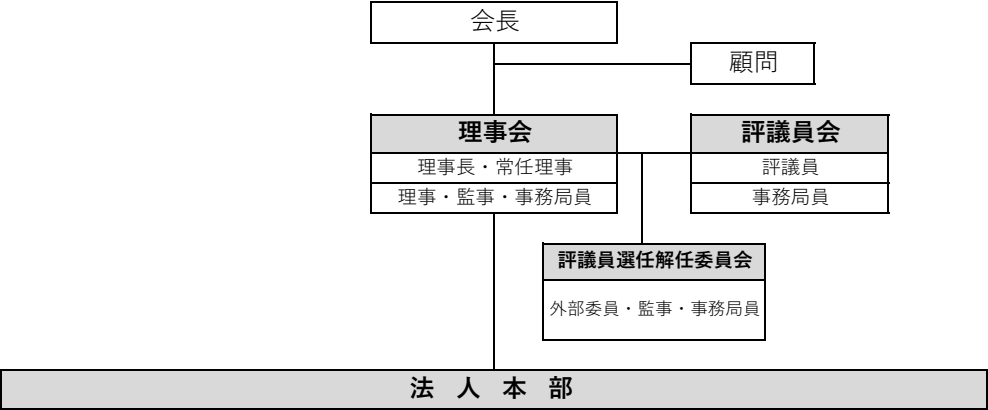 会長
顧問
理事会
評議員会
理事長・常任理事
評議員
理事・監事・事務局員
事務局員
評議員選任解任委員会
外部委員・監事・事務局員
法 人 本 部